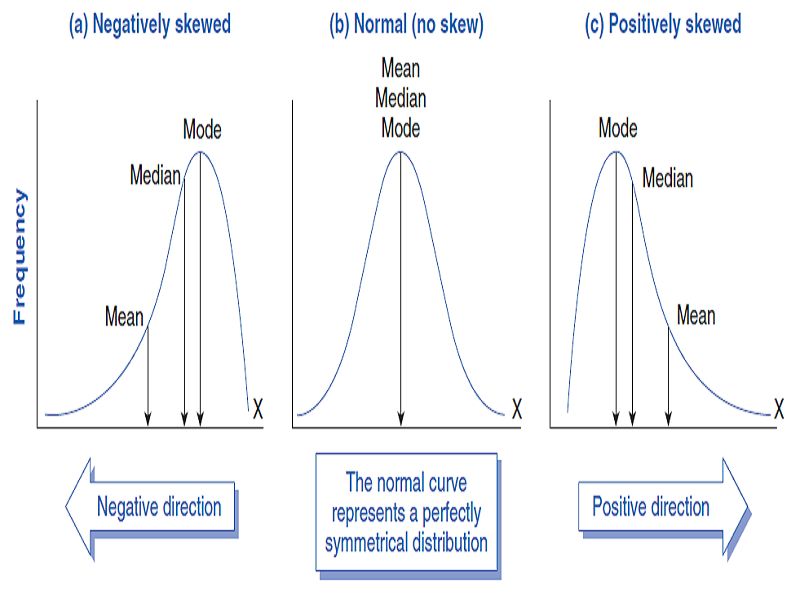 (a) Negatively skewed
(b) Normal (no skew)
(c) Positively skewed
Frequency
Mode
Median
Mean
X
Mean
Median
Mode
X
Mode
Median
Mean
X
Negative direction
The normal curve
represents a perfectly
symmetrical distribution
Positive direction